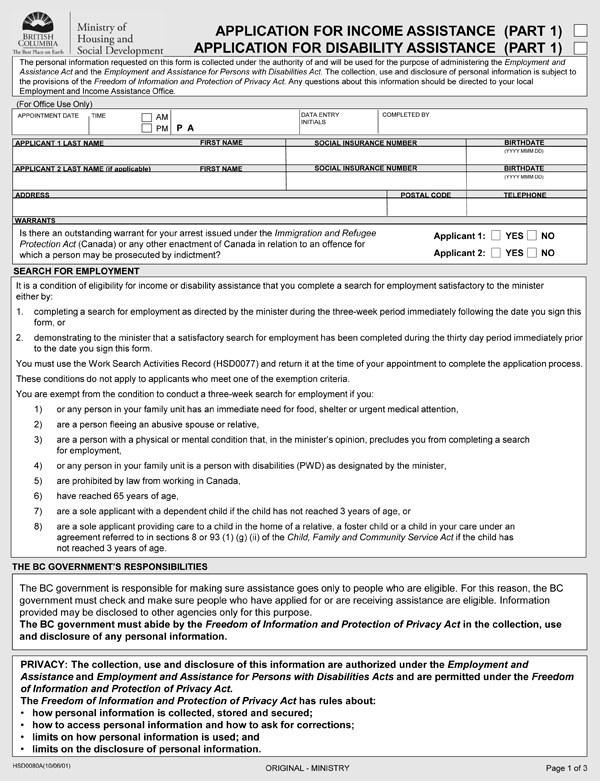 BRITISH
COLUMBIA
The Best Place on Earth
Ministry of
Housing and
Social Development
APPLICATION FOR INCOME ASSISTANCE (PART 1)
APPLICATION FOR DISABILITY ASSISTANCE (PART 1)
The personal information requested on this form is collected under the authority of and will be used for the purpose of administering the Employment and
Assistance Act and the Employment and Assistance for Persons with Disabilities Act. The collection, use and disclosure of personal information is subject to
the provisions of the Freedom of Information and Protection of Privacy Act. Any questions about this information should be directed to your local
Employment and Income Assistance Office.
(For Office Use Only)
APPOINTMENT DATE TIME AM PM P A DATA ENTRY INITIALS COMPLETED BY
APPLICANT 1 LAST NAME FIRST NAME SOCIAL INSURANCE NUMBER BIRTHDATE
(YYYY MMM DD)
APPLICANT 2 LAST NAME (if applicable) FIRST NAME SOCIAL INSURANCE NUMBER BIRTHDATE
(YYYY MMM DD)
ADDRESS POSTAL CODE TELEPHONE
WARRANTS
Is there an outstanding warrant for your arrest issued under the Immigration and Refugee
Protection Act (Canada) or any other enactment of Canada in relation to an offence for
which a person may be prosecuted by indictment?
Applicant 1: YES NO
Applicant 2: YES NO
SEARCH FOR EMPLOYMENT
It is a condition of eligibility for income or disability assistance that you complete a search for employment satisfactory to the minister
either by:
1. completing a search for employment as directed by the minister during the three-week period immediately following the date you sign this
form, or
2. demonstrating to the minister that a satisfactory search for employment has been completed during the thirty day period immediately prior
to the date you sign this form.
You must use the Work Search Activities Record (HSD0077) and return it at the time of your appointment to complete the application process.
These conditions do not apply to applicants who meet one of the exemption criteria.
You are exempt from the condition to conduct a three-week search for employment if you:
1) or any person in your family unit has an immediate need for food, shelter or urgent medical attention,
2) are a person fleeing an abusive spouse or relative,
3) are a person with a physical or mental condition that, in the minister's opinion, precludes you from completing a search
for employment,
4) or any person in your family unit is a person with disabilities (PWD) as designated by the minister,
5) are prohibited by law from working in Canada,
6) have reached 65 years of age,
7) are a sole applicant with a dependent child if the child has not reached 3 years of age, or
8) are a sole applicant providing care to a child in the home of a relative, a foster child or a child in your care under an
agreement referred to in sections 8 or 93 (1) (g) (ii) of the Child, Family and Community Service Act if the child has
not reached 3 years of age.
THE BC GOVERNMENT'S RESPONSIBILITIES
The BC government is responsible for making sure assistance goes only to people who are eligible. For this reason, the BC
government must check and make sure people who have applied for or are receiving assistance are eligible. Information
provided may be disclosed to other agencies only for this purpose.
The BC government must abide by the Freedom of Information and Protection of Privacy Act in the collection, use
and disclosure of any personal information.
PRIVACY: The collection, use and disclosure of this information are authorized under the Employment and
Assistance and Employment and Assistance for Persons with Disabilities Acts and are permitted under the Freedom
of Information and Protection of Privacy Act.
The Freedom of Information and Protection of Privacy Act has rules about:
• how personal information is collected, stored and secured;
• how to access personal information and how to ask for corrections;
• limits on how personal information is used; and
• limits on the disclosure of personal information.
HSD0080A(10/06/01) ORIGINAL - MINISTRY Page 1 of 3